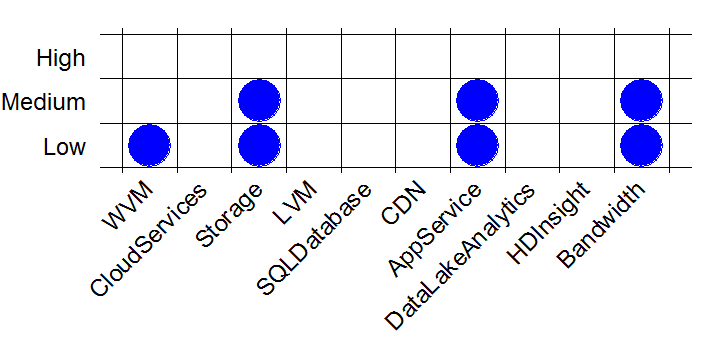 High
Medium
Low
WVM
CloudServices
Storage
LVM
SQLDatabase
CDN
AppService
DataLakeAnalytics
HDInsight
Bandwidth